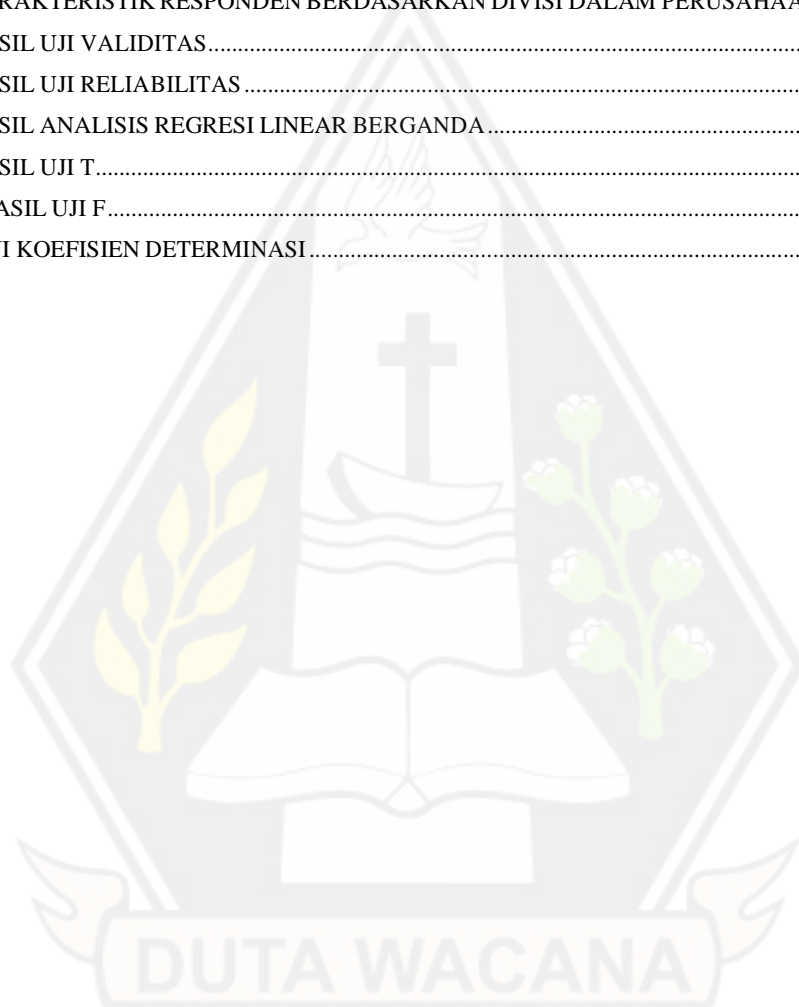 RAKTERISTIK RESPONDEN BERDASARKAN DIVISI DALAM PERUSAHAA
SIL UJI VALIDITAS
SIL UJI RELIABILITAS
SIL ANALISIS REGRESI LINEAR BERGANDA
SIL UJI T
ASIL UJI F
I KOEFISIEN DETERMINASI
DUTA WACANA